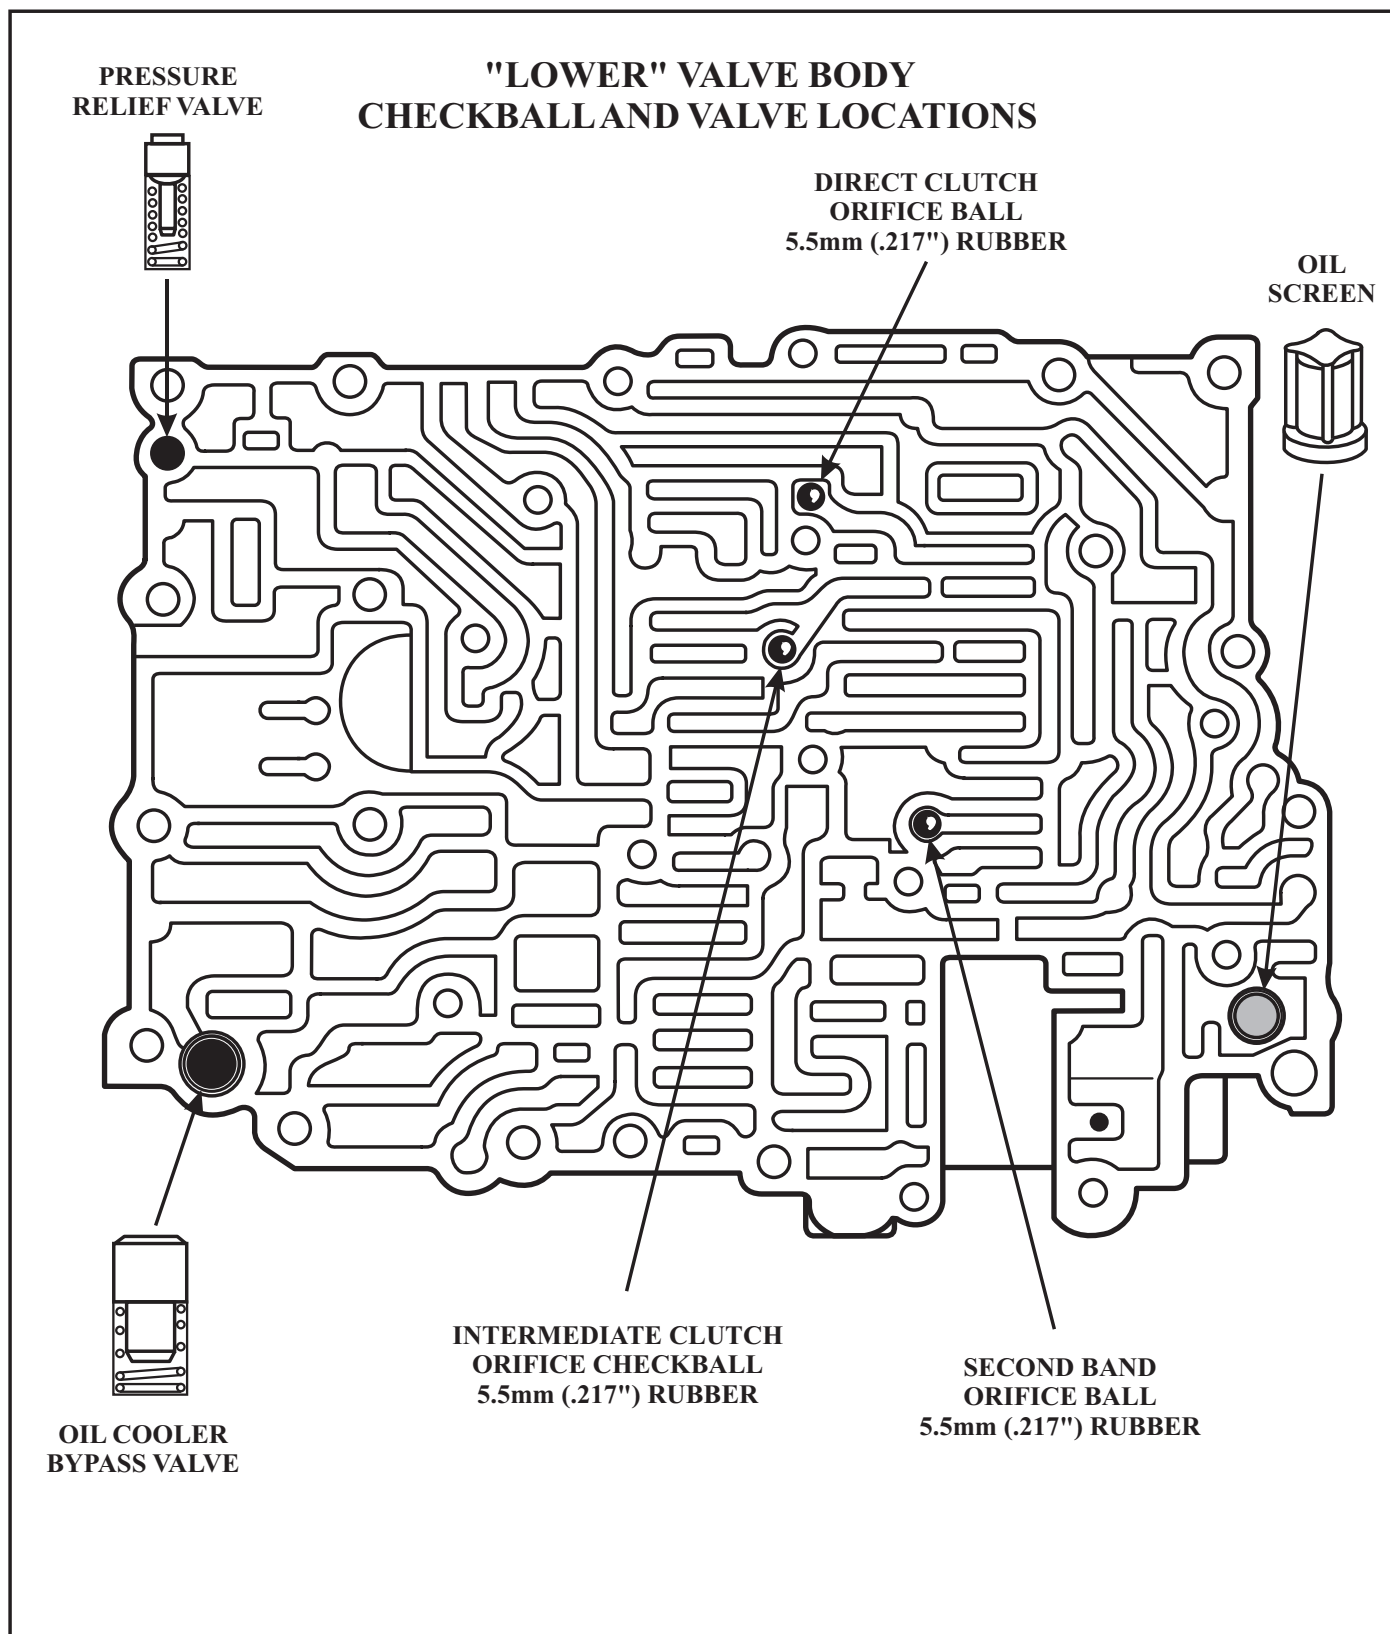 "LOWER" VALVE BODY
CHECKBALL AND VALVE LOCATIONS
PRESSURE
RELIEF VALVE
DIRECT CLUTCH
ORIFICE BALL
5.5mm (.217") RUBBER
OIL
SCREEN
INTERMEDIATE CLUTCH
ORIFICE CHECKBALL
5.5mm (.217") RUBBER
SECOND BAND
ORIFICE BALL
5.5mm (.217") RUBBER
OIL COOLER
BYPASS VALVE